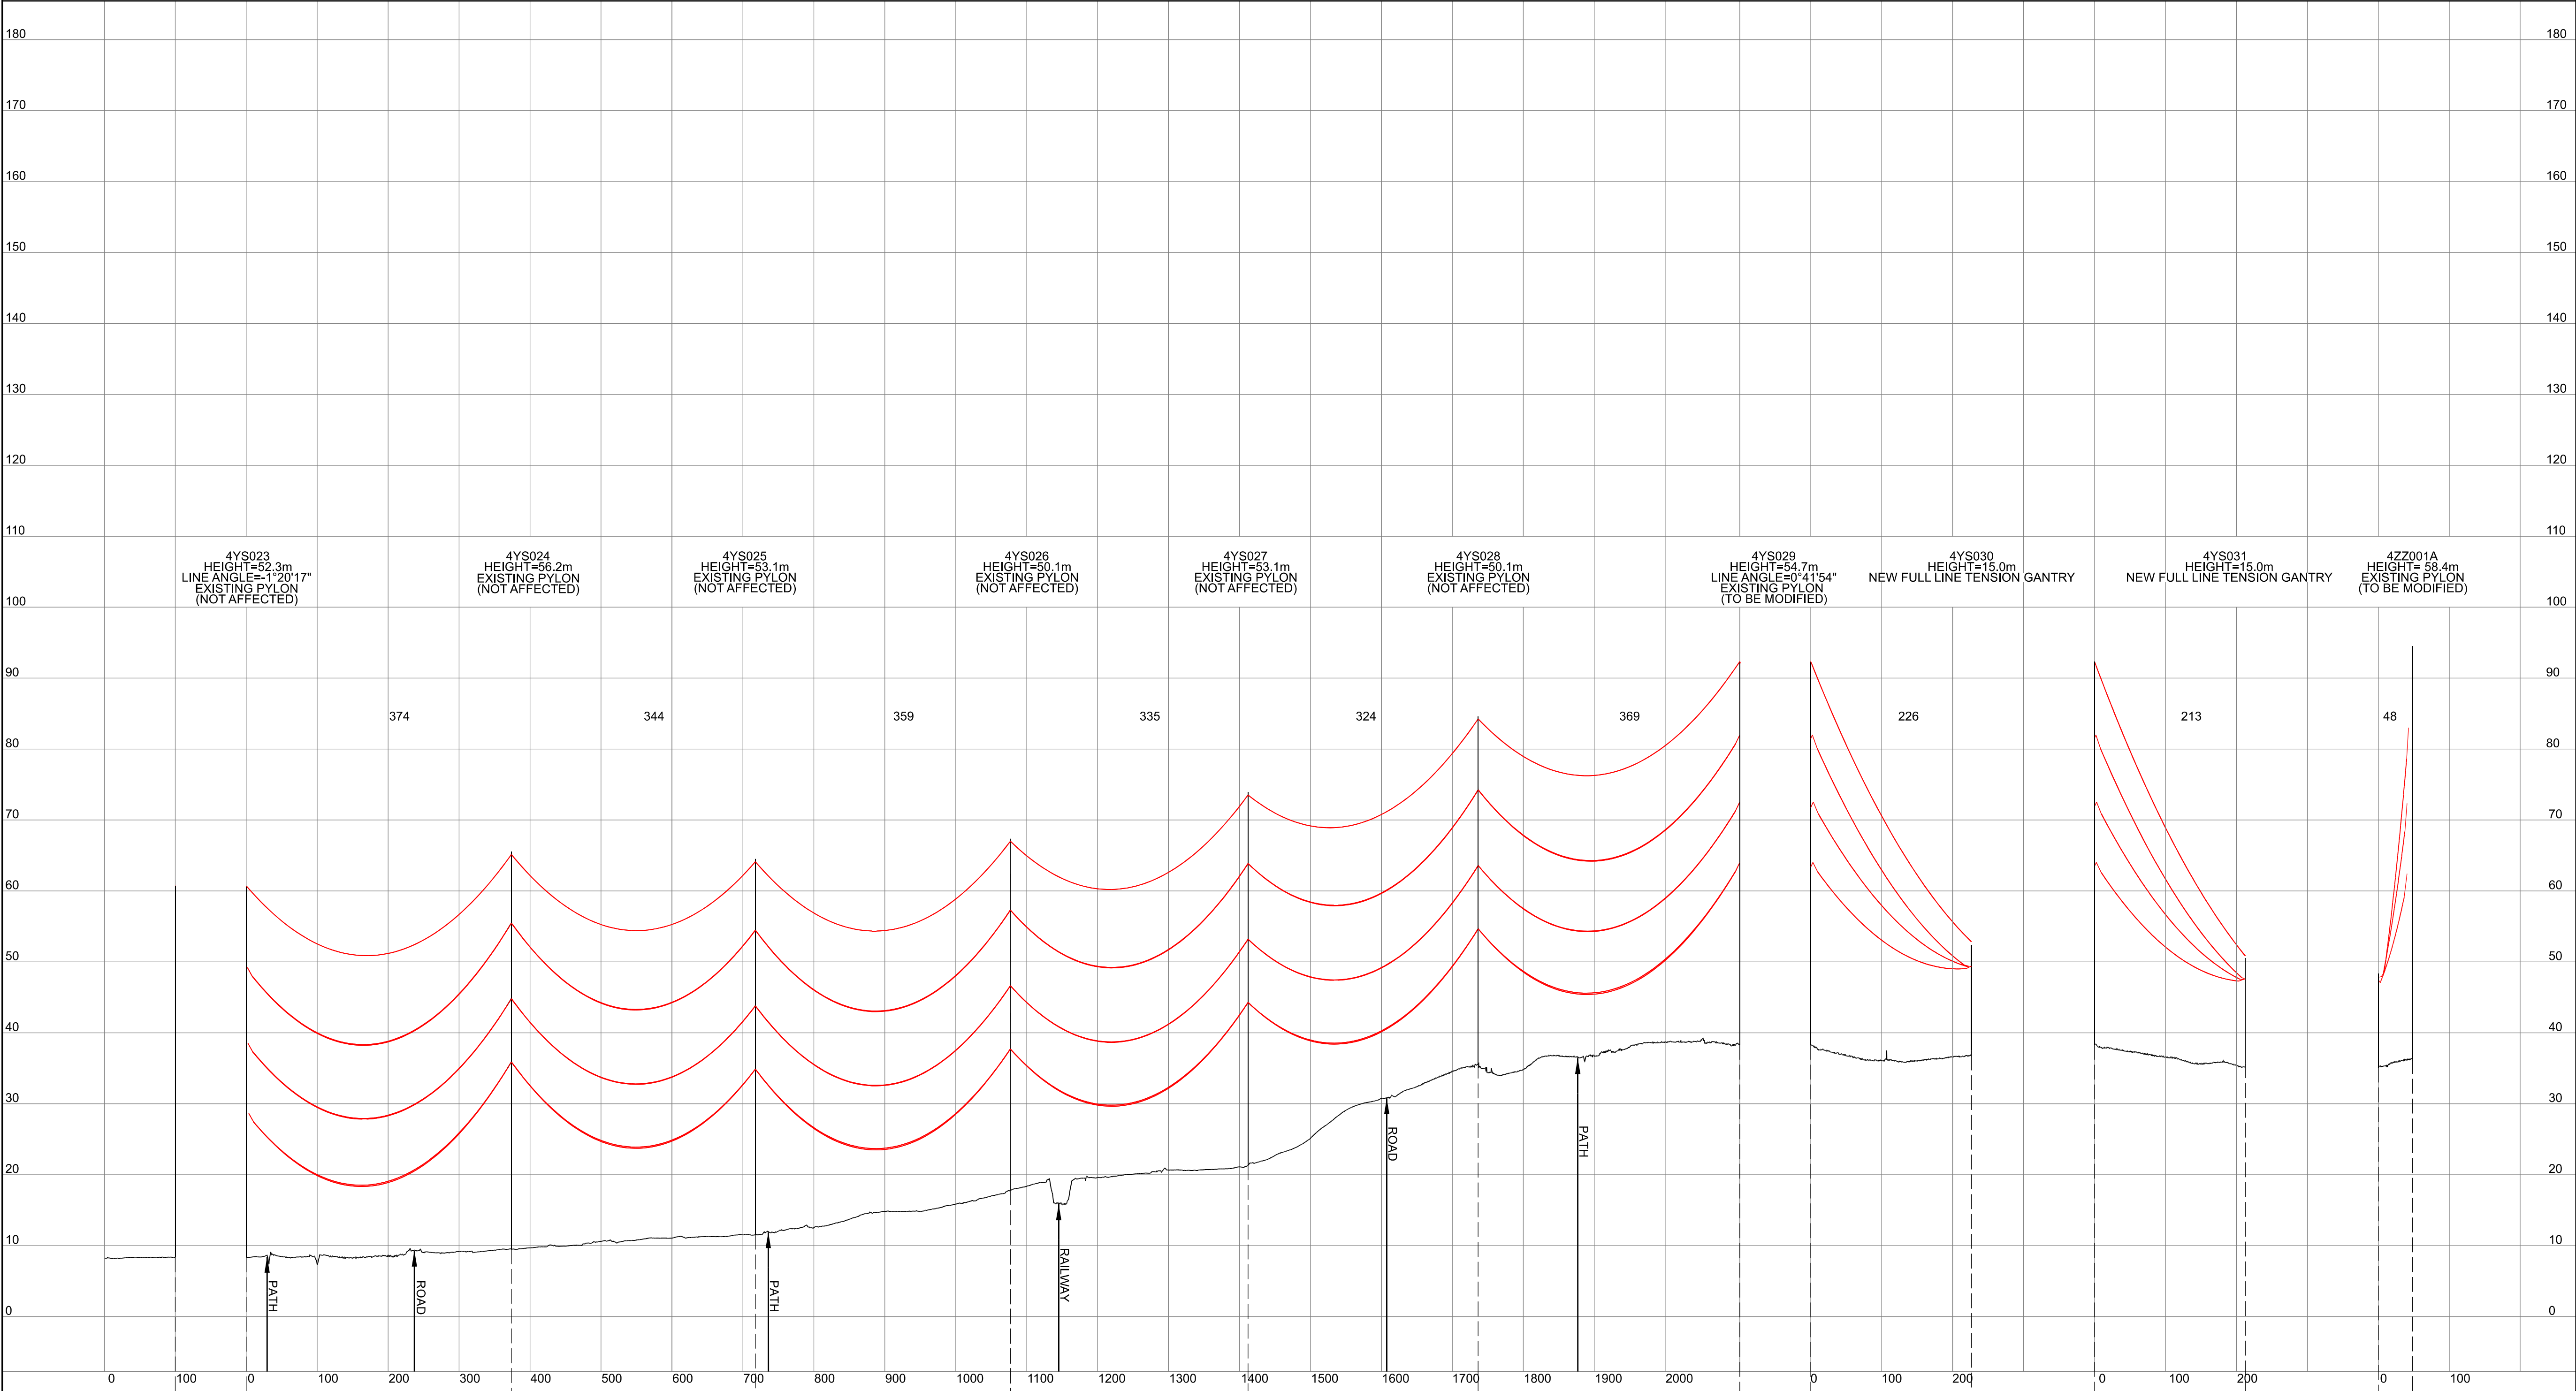 180 180
170 170
160 160
150 150
140 140
130 130
120 120
110 110
4YS023
HEIGHT=52.3m
LINE ANGLE=-1°20'17"
EXISTING PYLON
(NOT AFFECTED)
4YS024
HEIGHT=56.2m
EXISTING PYLON
(NOT AFFECTED)
4YS025
HEIGHT=53.1m
EXISTING PYLON
(NOT AFFECTED)
4YS026
HEIGHT=50.1m
EXISTING PYLON
(NOT AFFECTED)
4YS027
HEIGHT=53.1m
EXISTING PYLON
(NOT AFFECTED)
4YS028
HEIGHT=50.1m
EXISTING PYLON
(NOT AFFECTED)
4YS029
HEIGHT=54.7m
LINE ANGLE=0°41'54"
EXISTING PYLON
(TO BE MODIFIED)
4YS030
HEIGHT=15.0m
NEW FULL LINE TENSION GANTRY
4YS031
HEIGHT=15.0m
NEW FULL LINE TENSION GANTRY
4ZZ001A
HEIGHT= 58.4m
EXISTING PYLON
(TO BE MODIFIED)
100 100
90 90
374 344 359 335 324 369 226 213 48
80 80
70 70
60 60
50 50
40 40
30 30
20 20
10 10
0 0
PATH
ROAD
PATH
RAILWAY
ROAD
PATH
0 100 0 100 200 300 400 500 600 700 800 900 1000 1100 1200 1300 1400 1500 1600 1700 1800 1900 2000 0 100 200 0 100 200 0 100